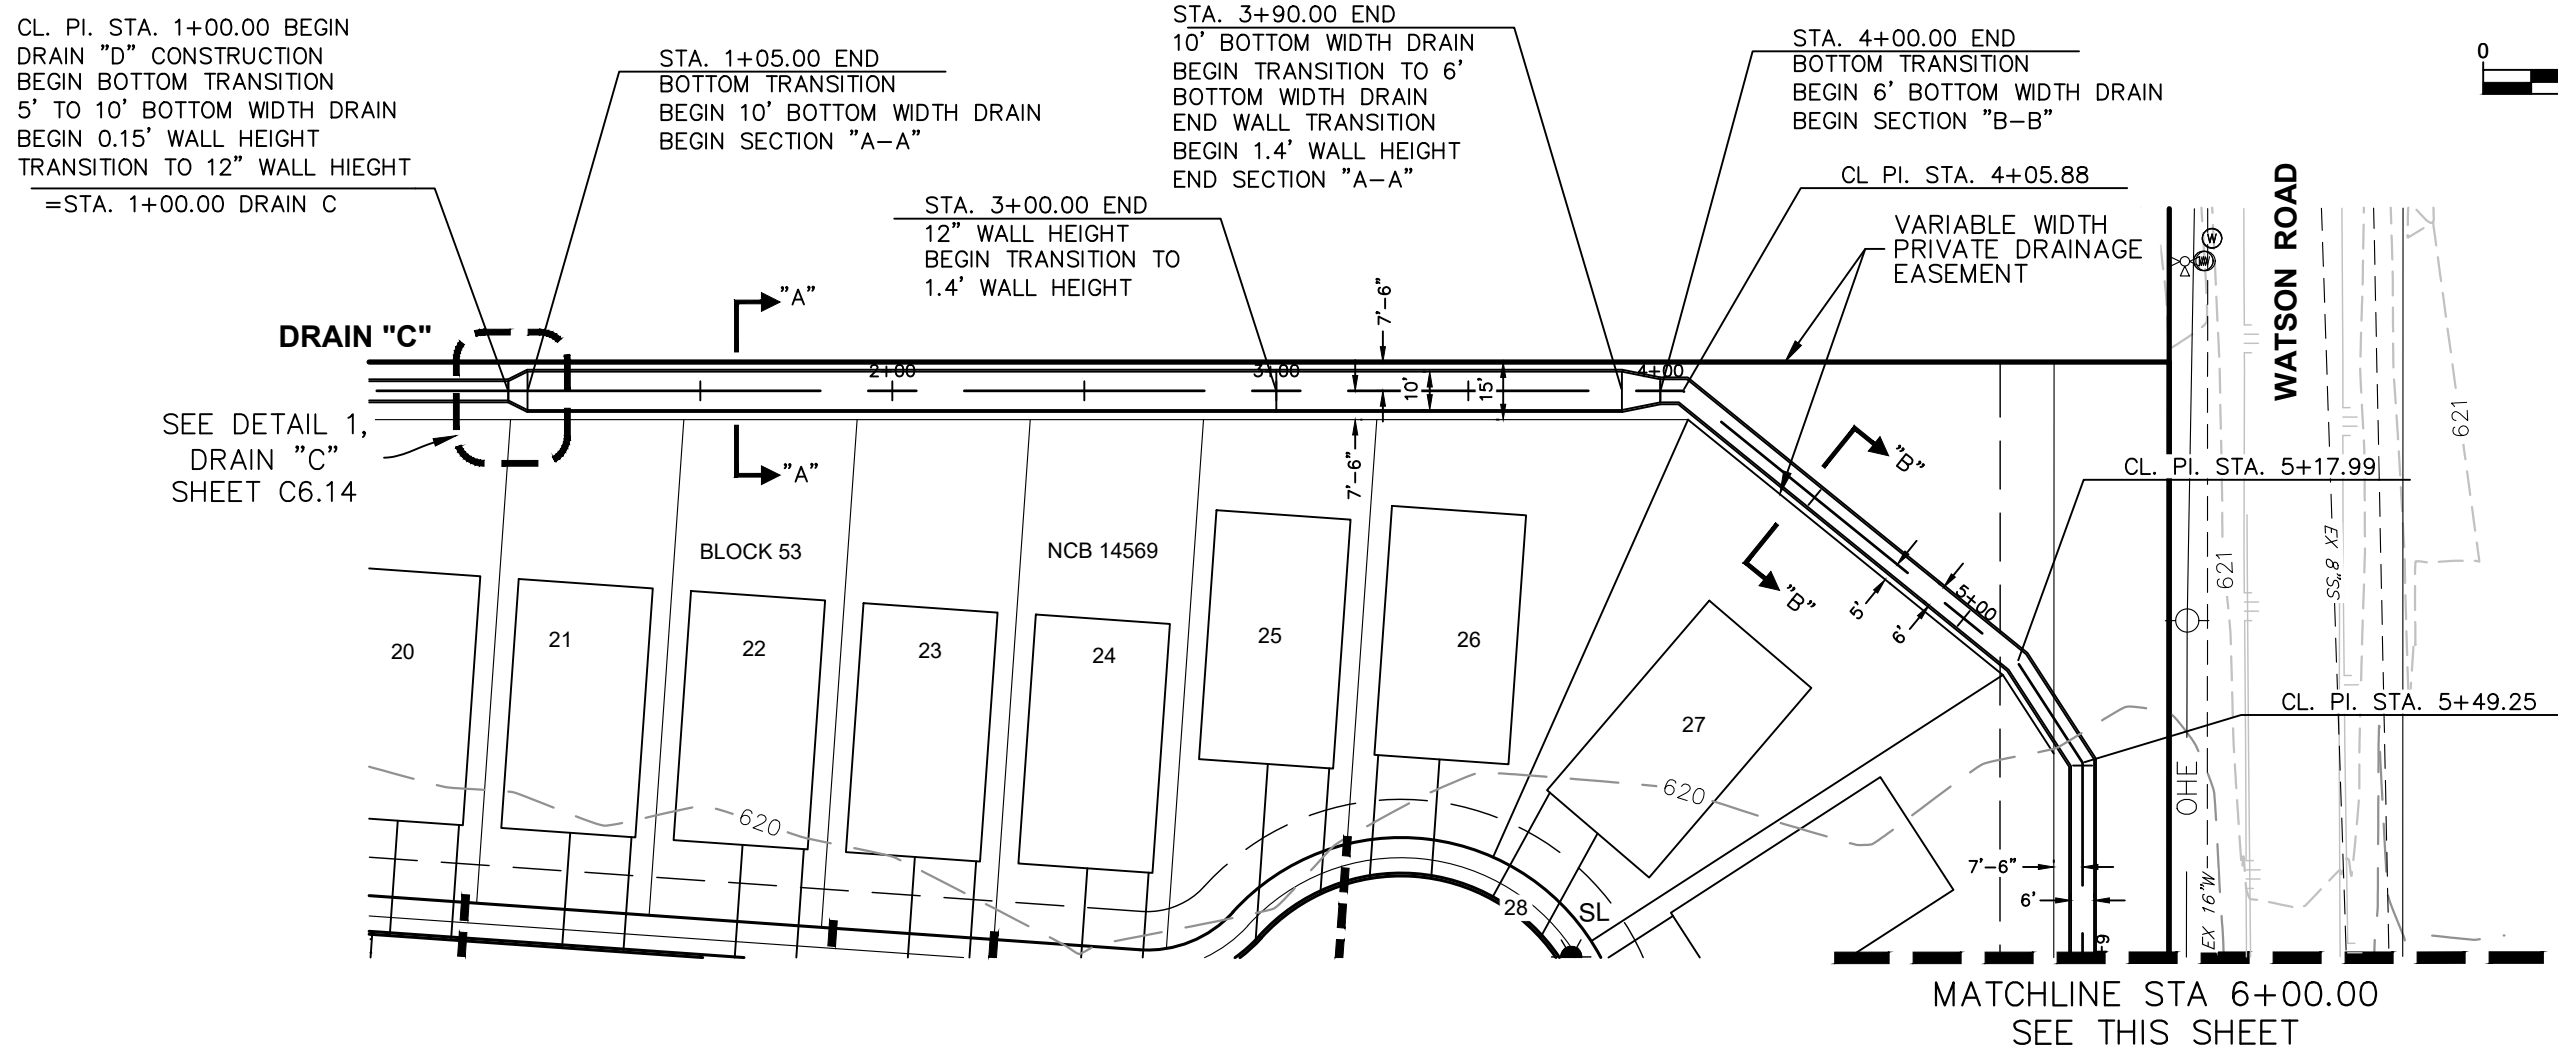 CL. PI. STA. 1+00.00 BEGIN
DRAIN "D" CONSTRUCTION
BEGIN BOTTOM TRANSITION
5' TO 10' BOTTOM WIDTH DRAIN
BEGIN 0.15' WALL HEIGHT
TRANSITION TO 12" WALL HIEGHT
=STA. 1+00.00 DRAIN C
STA. 1+05.00 END
BOTTOM TRANSITION
BEGIN 10' BOTTOM WIDTH DRAIN
BEGIN SECTION "A-A"
STA. 3+00.00 END
12" WALL HEIGHT
BEGIN TRANSITION TO
1.4' WALL HEIGHT
STA. 3+90.00 END
10' BOTTOM WIDTH DRAIN
BEGIN TRANSITION TO 6'
BOTTOM WIDTH DRAIN
END WALL TRANSITION
BEGIN 1.4' WALL HEIGHT
END SECTION "A-A"
STA. 4+00.00 END
BOTTOM TRANSITION
BEGIN 6' BOTTOM WIDTH DRAIN
BEGIN SECTION "B-B"
CL PI. STA. 4+05.88
VARIABLE WIDTH
PRIVATE DRAINAGE
EASEMENT
0
WATSON ROAD
W
W
DRAIN "C"
"A"
"A"
2+00
3+00
4+00
7'-6"
10'
15'
7'-6"
SEE DETAIL 1,
DRAIN "C"
SHEET C6.14
"B"
"B"
5'
6'
5+00
CL. PI. STA. 5+17.99
CL. PI. STA. 5+49.25
621
621
EX 8"SS
OHE
EX 16"W
BLOCK 53
NCB 14569
20
21
22
23
24
25
26
27
28
SL
620
620
7'-6"
6'
MATCHLINE STA 6+00.00
SEE THIS SHEET